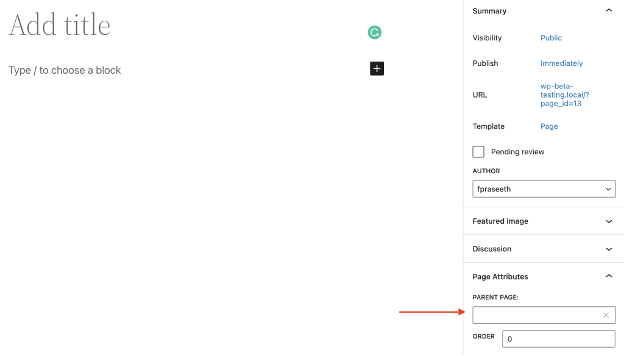 Add title
Type / to choose a block
Summary
Visibility Public
Publish Immediately
URL wp-beta-
testing.local/?
page_id=13
Template Page
Pending review
AUTHOR
fpraseeth
Featured image
Discussion
Page Attributes
PARENT PAGE:
ORDER 0